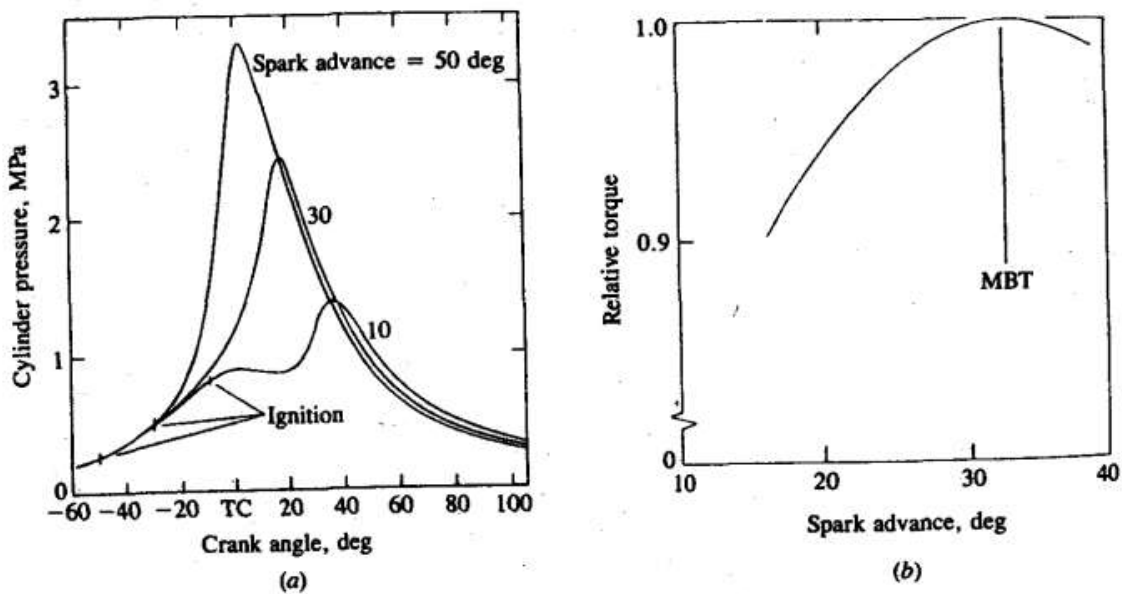 Spark advance = 50 deg
30
10
Ignition
3
2
1
0
−60 −40 −20 TC 20 40 60 80 100
Cylinder pressure, MPa
Crank angle, deg
(a)
1.0
0.9
0
MBT
10 20 30 40
Relative torque
Spark advance, deg
(b)